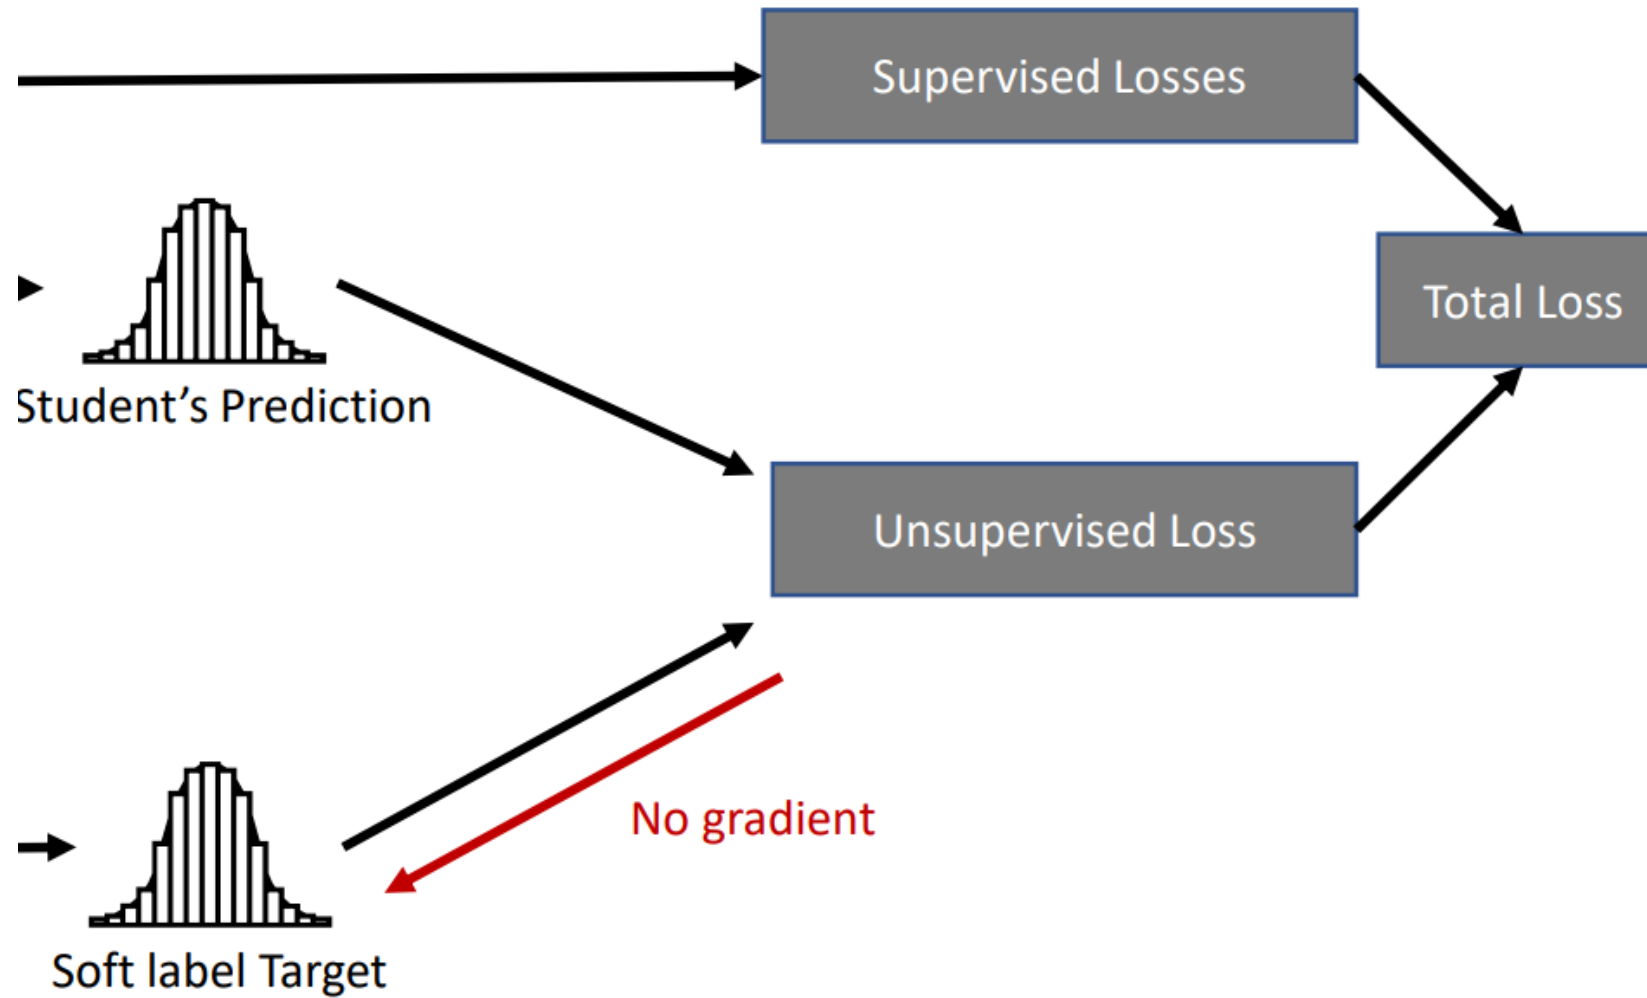 Supervised Losses
Total Loss
Student’s Prediction
Unsupervised Loss
No gradient
Soft label Target